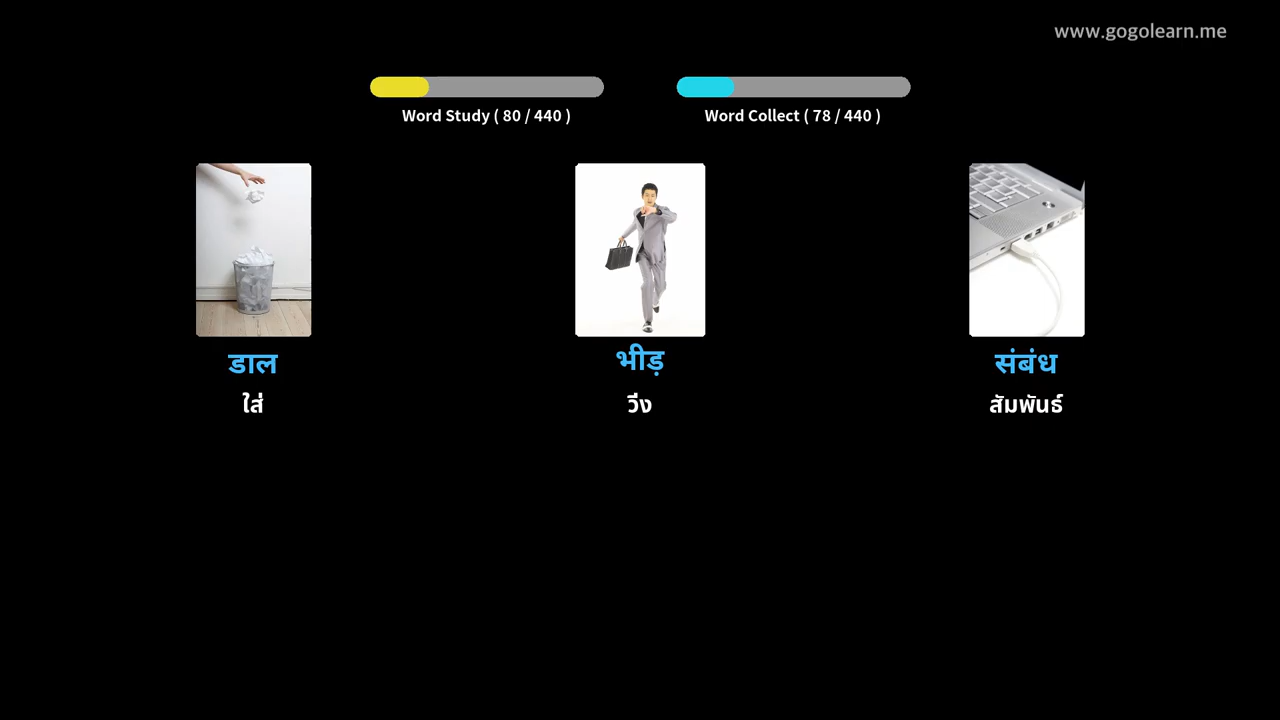 www.gogolearn.me
Word Study ( 80 / 440 )
Word Collect ( 78 / 440 )
डाल
भीड़
संबंध
ใส่
วิ่ง
สัมพันธ์